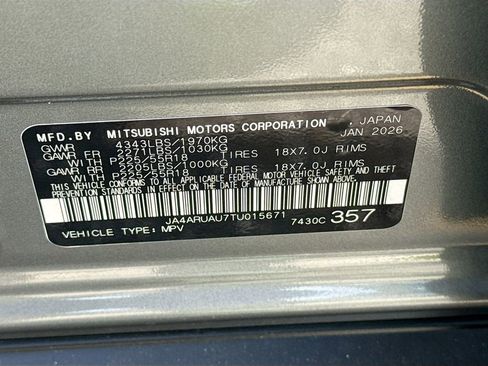 MFD.BY MITSUBISHI MOTORS CORPORATION , JAPAN
GVWR 4343LBS/1970KG JAN 2026
GAWR FR 2271LBS/1030KG
WITH P225/55R18 TIRES 18X7.0J RIMS
GAWR RR LBS/1000KG
WITH P225/55R18 TIRES 18X7.0J RIMS
THIS VEHICLE CONFORMS TO ALL APPLICABLE FEDERAL MOTOR VEHICLE SAFETY AND THEFT PREVENTION STANDARDS IN EFFECT ON THE DATE OF MANUFACTURE SHOWN ABOVE.
JA4ARUAU7TU015671 7430C 357
VEHICLE TYPE: MPV